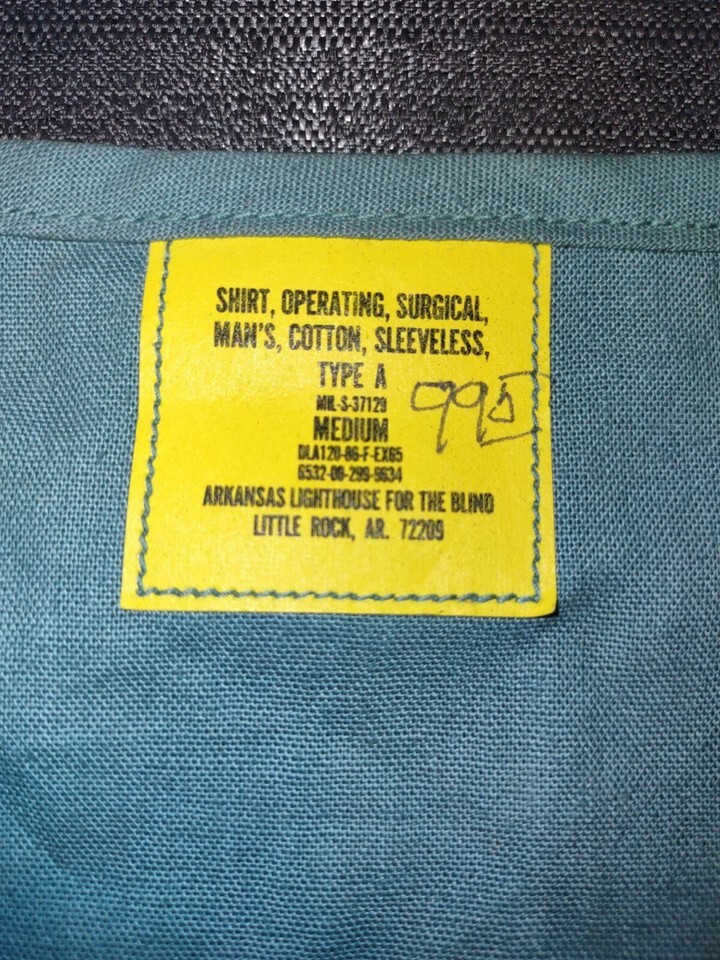 SHIRT, OPERATING, SURGICAL,
MAN'S, COTTON, SLEEVELESS,
TYPE A
MIL-S-37129
MEDIUM
DLA120-86-F-EX65
6532-00-299-9634
ARKANSAS LIGHTHOUSE FOR THE BLIND
LITTLE ROCK, AR. 72209
995